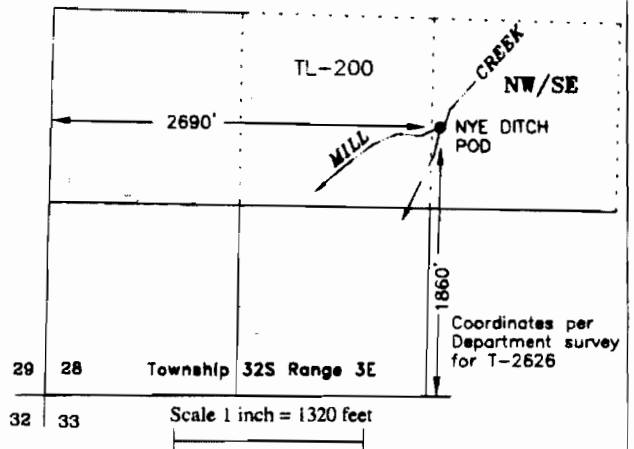 TL-200
CREEK
NW/SE
2690'
NYE DITCH
POD
MILL
1860'
Coordinates per
Department survey
for T-2626
29 28 Township 32S Range 3E
32 33 Scale 1 inch = 1320 feet